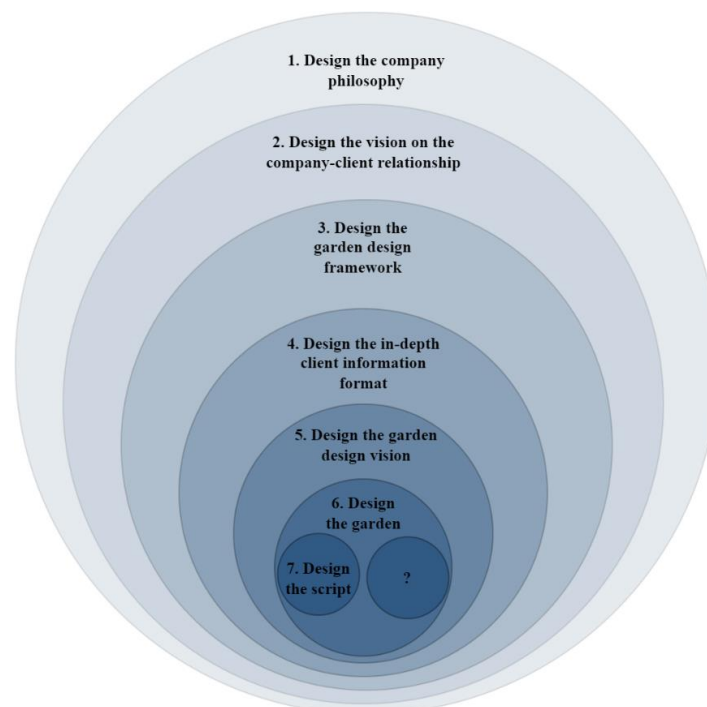 1. Design the company
philosophy
2. Design the vision on the
company-client relationship
3. Design the
garden design
framework
4. Design the in-depth
client information
format
5. Design the garden
design vision
6. Design
the garden
7. Design
the script
?